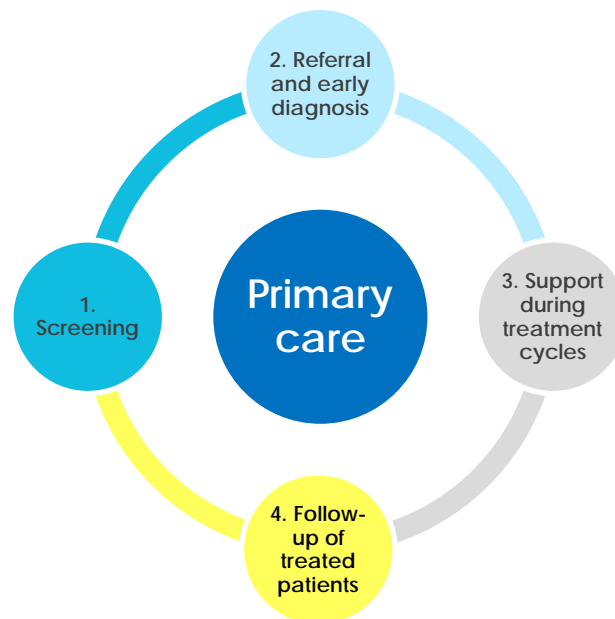 2. Referral
and early
diagnosis
1.
Screening
Primary
care
3. Support
during
treatment
cycles
4. Follow-
up of
treated
patients